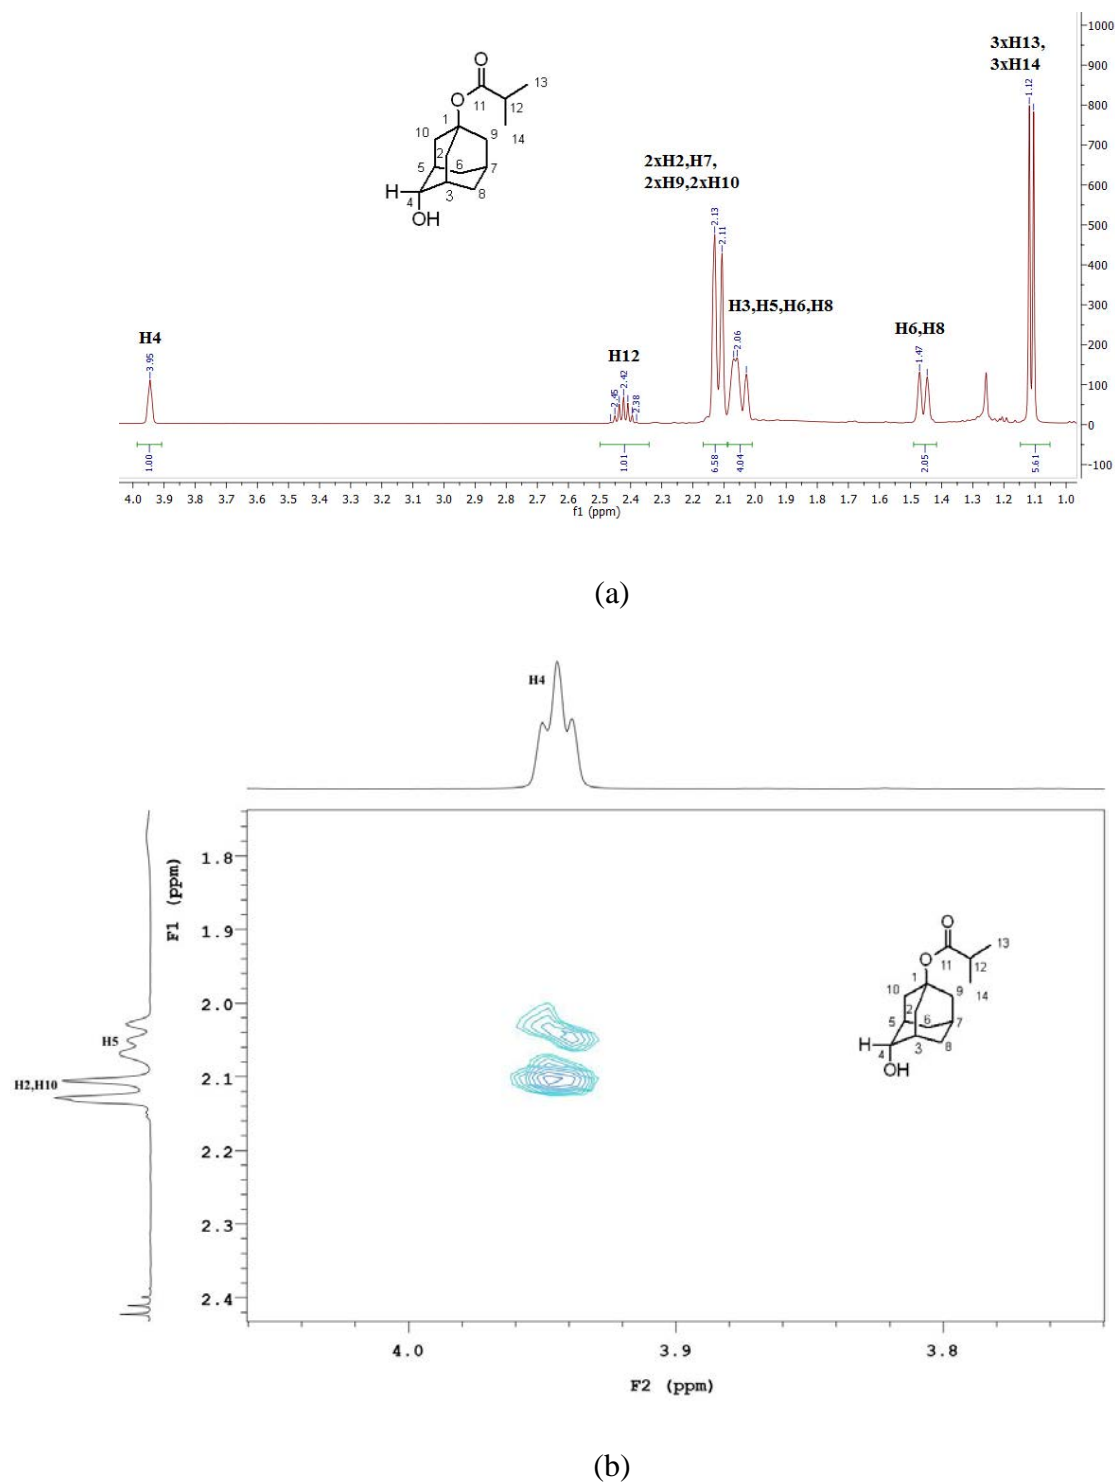 3xH13,
3xH14
1.12
1000
900
800
700
600
500
400
300
200
100
0
-100
O
13
O
11
12
1
14
10
9
2
5
6
7
H
4
3
8
OH
2xH2,H7,
2xH9,2xH10
2.13
2.11
H3,H5,H6,H8
2.06
H4
3.95
H12
2.45
2.42
2.38
H6,H8
1.47
1.00
1.01
6.58
4.04
2.05
5.61
4.0 3.9 3.8 3.7 3.6 3.5 3.4 3.3 3.2 3.1 3.0 2.9 2.8 2.7 2.6 2.5 2.4 2.3 2.2 2.1 2.0 1.9 1.8 1.7 1.6 1.5 1.4 1.3 1.2 1.1 1.0
f1 (ppm)
(a)
H4
F1 (ppm)
1.8
1.9
2.0
2.1
2.2
2.3
2.4
H5
H2,H10
O
13
O
11
12
1
14
10
9
2
5
6
7
H
4
3
8
OH
4.0 3.9 3.8
F2 (ppm)
(b)